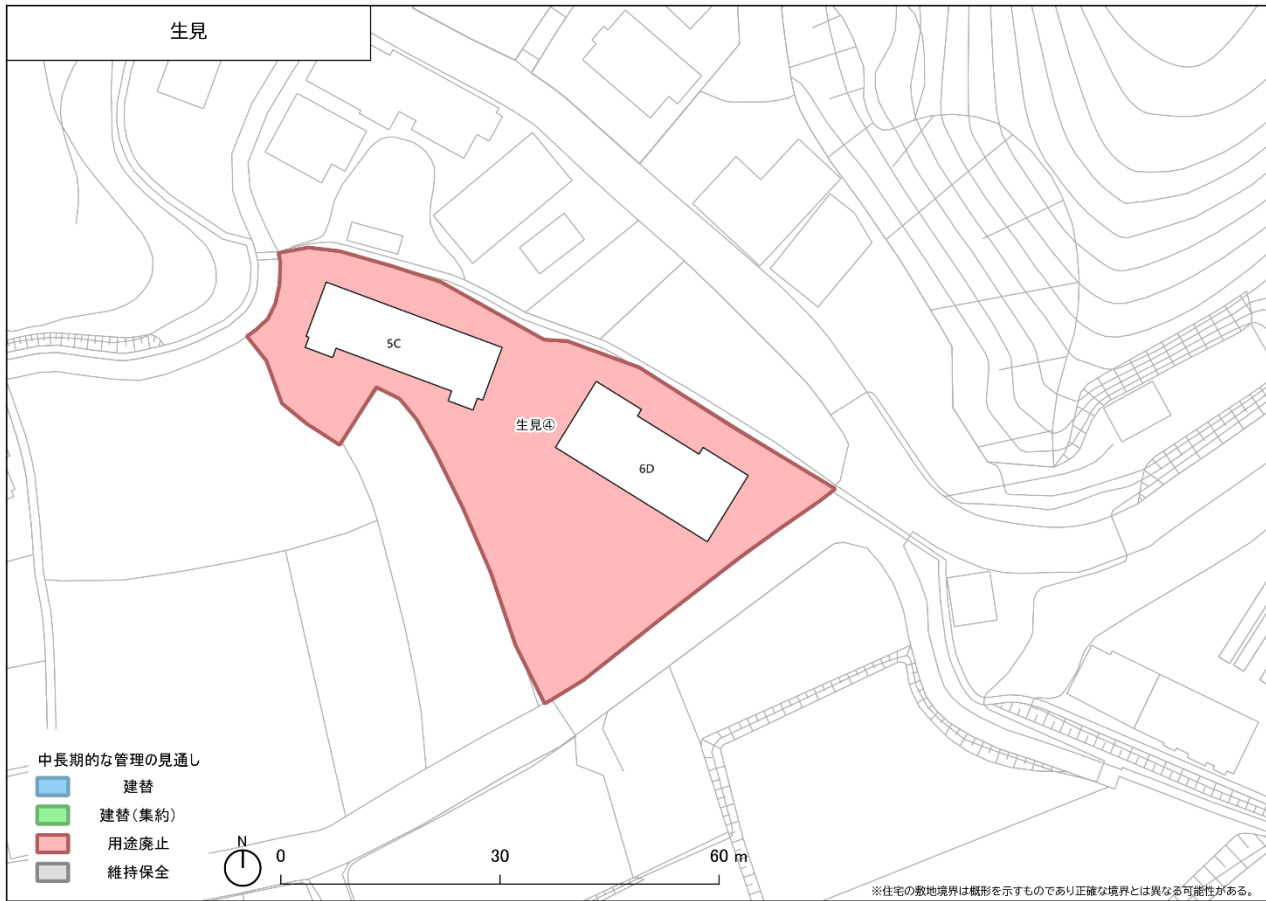 生見
5C
生見④
6D
中長期的な管理の見通し
建替
建替(集約)
用途廃止
維持保全
N
0 30 60 m
※住宅の敷地境界は概形を示すものであり正確な境界とは異なる可能性がある。